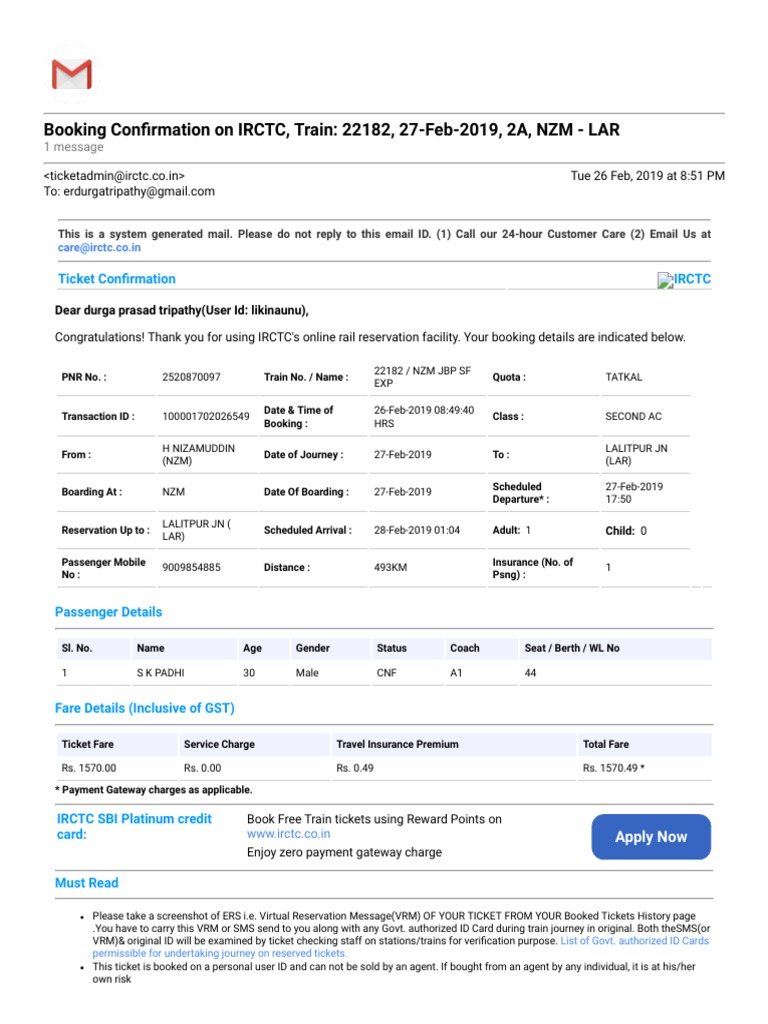 Booking Confirmation on IRCTC, Train: 22182, 27-Feb-2019, 2A, NZM - LAR
1 message
<ticketadmin@irctc.co.in> Tue 26 Feb, 2019 at 8:51 PM
To: erdurgatripathy@gmail.com
This is a system generated mail. Please do not reply to this email ID. (1) Call our 24-hour Customer Care (2) Email Us at
care@irctc.co.in
Ticket Confirmation IRCTC
Dear durga prasad tripathy(User Id: likinaunu),
Congratulations! Thank you for using IRCTC's online rail reservation facility. Your booking details are indicated below.
PNR No. : 2520870097 Train No. / Name : 22182 / NZM JBP SF EXP Quota : TATKAL
Transaction ID : 100001702026549 Date & Time of Booking : 26-Feb-2019 08:49:40 HRS Class : SECOND AC
From : H NIZAMUDDIN (NZM) Date of Journey : 27-Feb-2019 To : LALITPUR JN (LAR)
Boarding At : NZM Date Of Boarding : 27-Feb-2019 Scheduled Departure* : 27-Feb-2019 17:50
Reservation Up to : LALITPUR JN ( LAR) Scheduled Arrival : 28-Feb-2019 01:04 Adult: 1 Child: 0
Passenger Mobile No : 9009854885 Distance : 493KM Insurance (No. of Psng) : 1
Passenger Details
Sl. No. Name Age Gender Status Coach Seat / Berth / WL No
1 S K PADHI 30 Male CNF A1 44
Fare Details (Inclusive of GST)
Ticket Fare Service Charge Travel Insurance Premium Total Fare
Rs. 1570.00 Rs. 0.00 Rs. 0.49 Rs. 1570.49 *
* Payment Gateway charges as applicable.
IRCTC SBI Platinum credit card:
Book Free Train tickets using Reward Points on
www.irctc.co.in
Enjoy zero payment gateway charge
Apply Now
Must Read
• Please take a screenshot of ERS i.e. Virtual Reservation Message(VRM) OF YOUR TICKET FROM YOUR Booked Tickets History page
.You have to carry this VRM or SMS send to you along with any Govt. authorized ID Card during train journey in original. Both theSMS(or
VRM)& original ID will be examined by ticket checking staff on stations/trains for verification purpose. List of Govt. authorized ID Cards
permissible for undertaking journey on reserved tickets.
• This ticket is booked on a personal user ID and can not be sold by an agent. If bought from an agent by any individual, it is at his/her
own risk